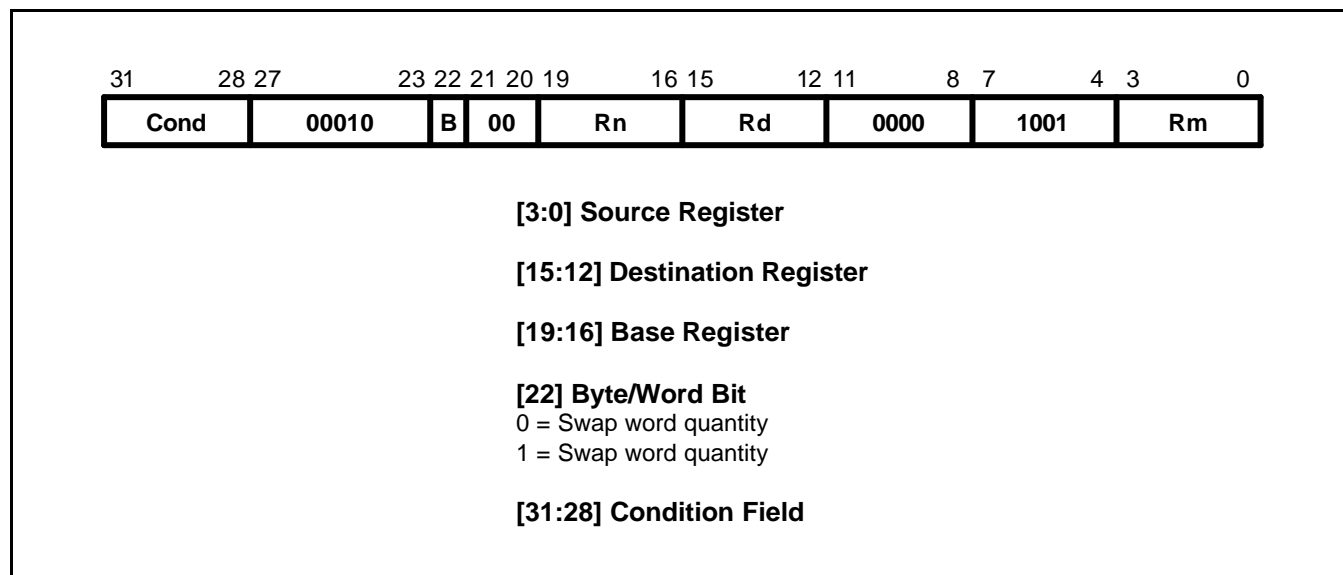 31 28 27 23 22 21 20 19 16 15 12 11 8 7 4 3 0
Cond 00010 B 00 Rn Rd 0000 1001 Rm
[3:0] Source Register
[15:12] Destination Register
[19:16] Base Register
[22] Byte/Word Bit
0 = Swap word quantity
1 = Swap word quantity
[31:28] Condition Field